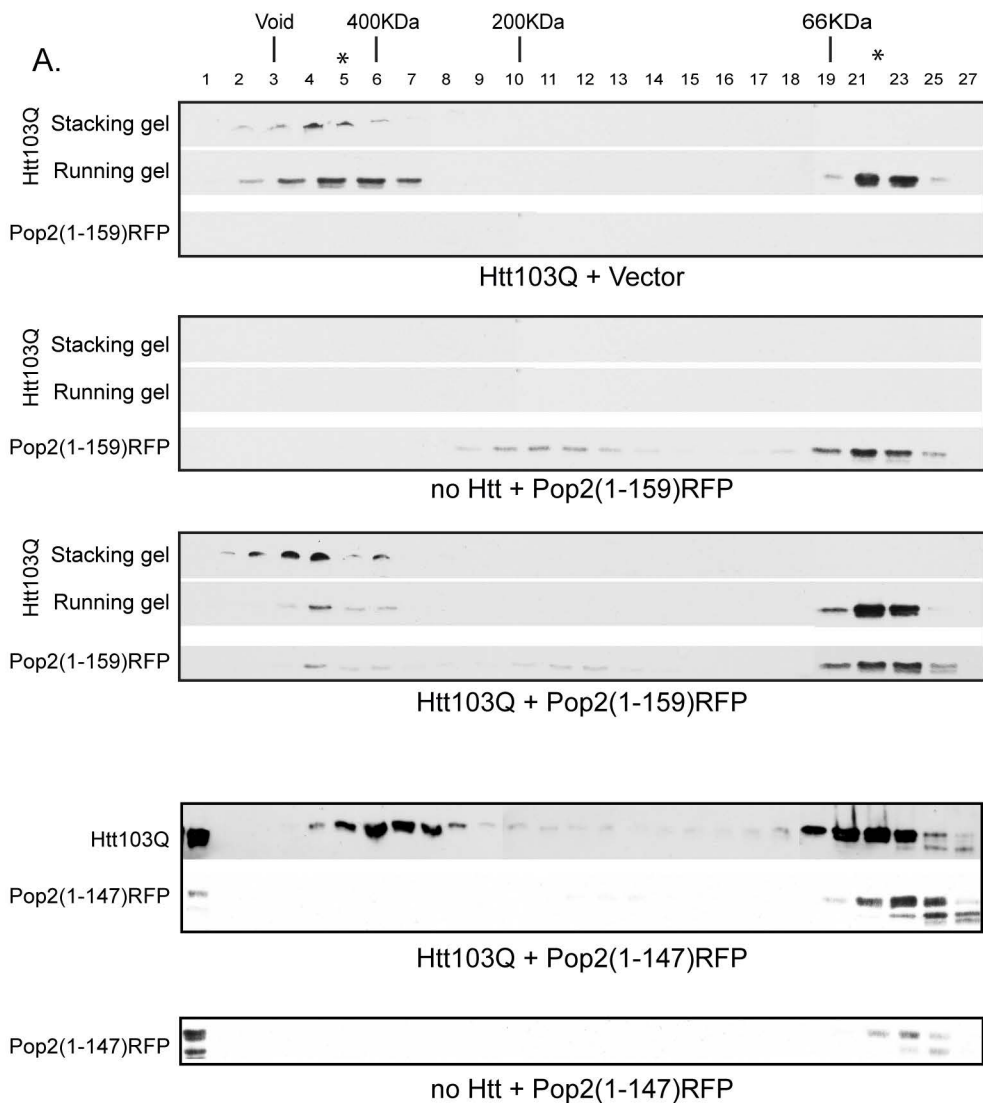 Void 400KDa 200KDa 66KDa
A. * *
1 2 3 4 5 6 7 8 9 10 11 12 13 14 15 16 17 18 19 21 23 25 27
Htt103Q
Stacking gel
Running gel
Pop2(1-159)RFP
Htt103Q + Vector
Htt103Q
Stacking gel
Running gel
Pop2(1-159)RFP
no Htt + Pop2(1-159)RFP
Htt103Q
Stacking gel
Running gel
Pop2(1-159)RFP
Htt103Q + Pop2(1-159)RFP
Htt103Q
Pop2(1-147)RFP
Htt103Q + Pop2(1-147)RFP
Pop2(1-147)RFP
no Htt + Pop2(1-147)RFP